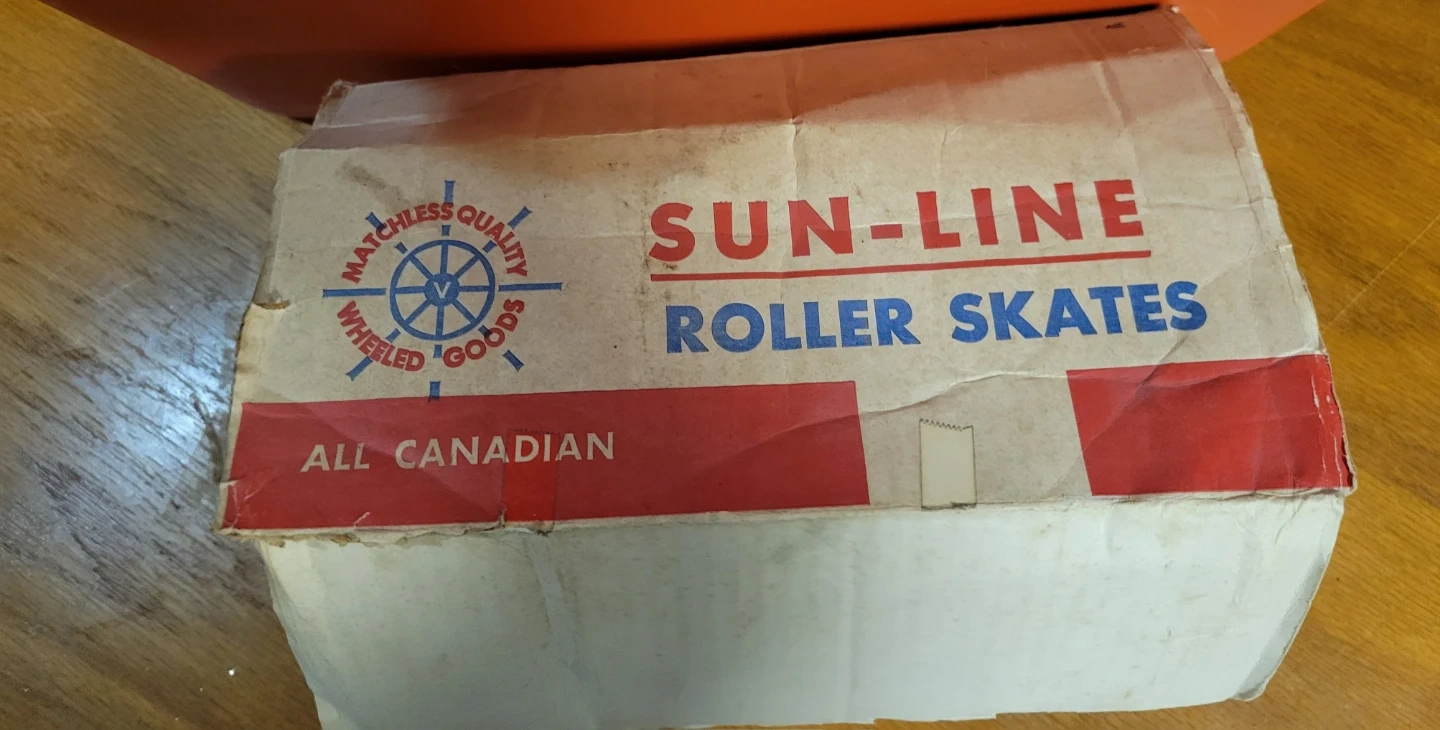 MATCHLESS QUALITY
WHEELED GOODS
V
SUN-LINE
ROLLER SKATES
ALL CANADIAN